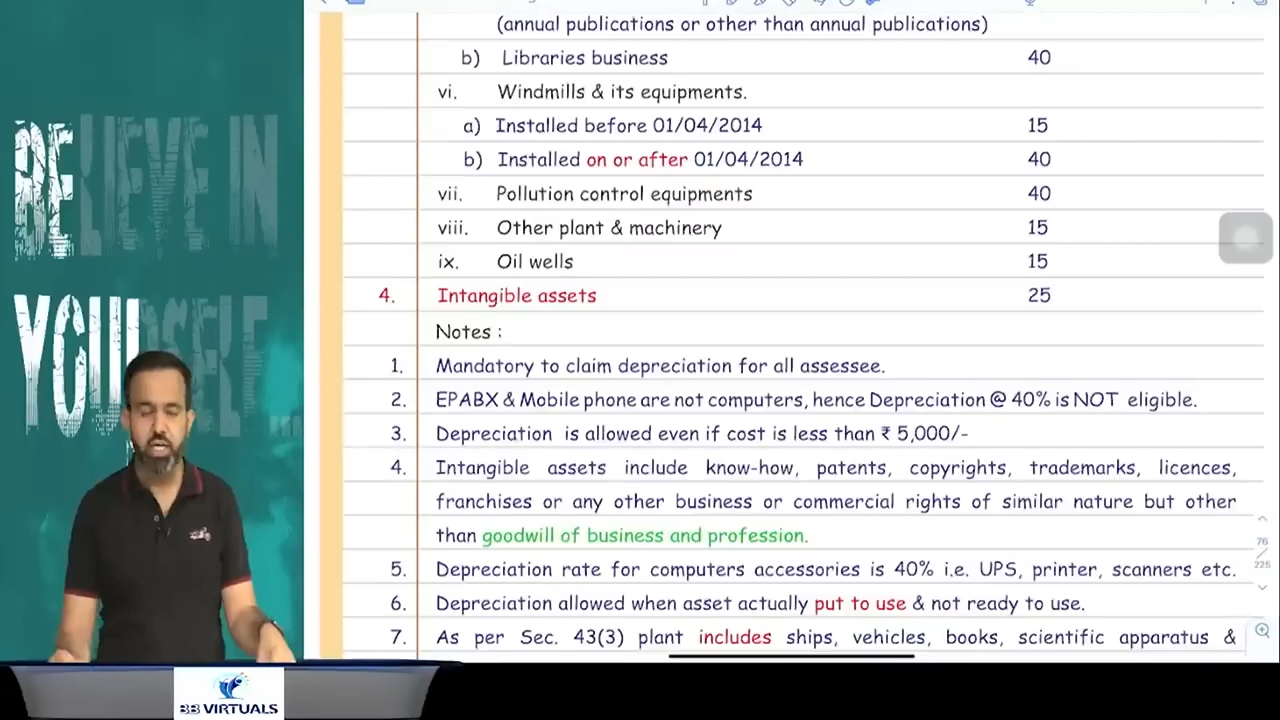 BELIEVE IN
YOURSELF
(annual publications or other than annual publications)
b) Libraries business 40
vi. Windmills & its equipments.
a) Installed before 01/04/2014 15
b) Installed on or after 01/04/2014 40
vii. Pollution control equipments 40
viii. Other plant & machinery 15
ix. Oil wells 15
4. Intangible assets 25
Notes :
1. Mandatory to claim depreciation for all assessee.
2. EPABX & Mobile phone are not computers, hence Depreciation @ 40% is NOT eligible.
3. Depreciation is allowed even if cost is less than ₹ 5,000/-
4. Intangible assets include know-how, patents, copyrights, trademarks, licences,
franchises or any other business or commercial rights of similar nature but other
than goodwill of business and profession.
5. Depreciation rate for computers accessories is 40% i.e. UPS, printer, scanners etc.
6. Depreciation allowed when asset actually put to use & not ready to use.
7. As per Sec. 43(3) plant includes ships, vehicles, books, scientific apparatus &
76
225
BB VIRTUALS